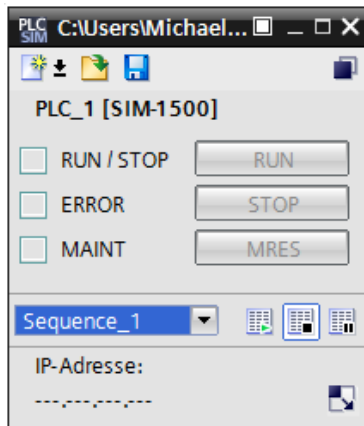 PLC SIM C:\Users\Michael...
PLC_1 [SIM-1500]
RUN / STOP RUN
ERROR STOP
MAINT MRES
Sequence_1
IP-Adresse:
---.---.---.---